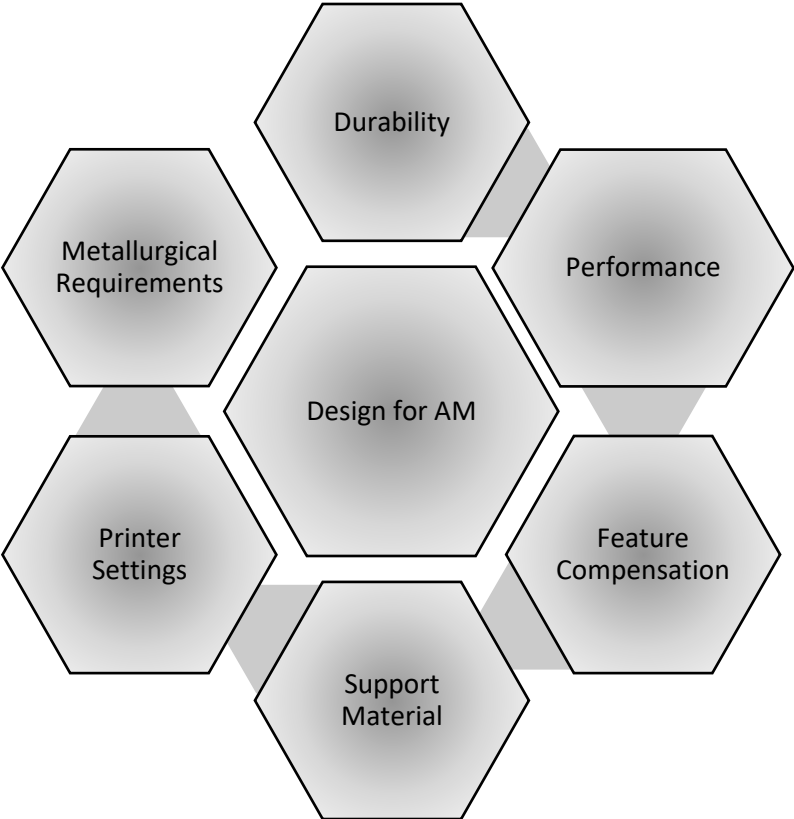 Durability
Performance
Metallurgical
Requirements
Design for AM
Printer
Settings
Feature
Compensation
Support
Material